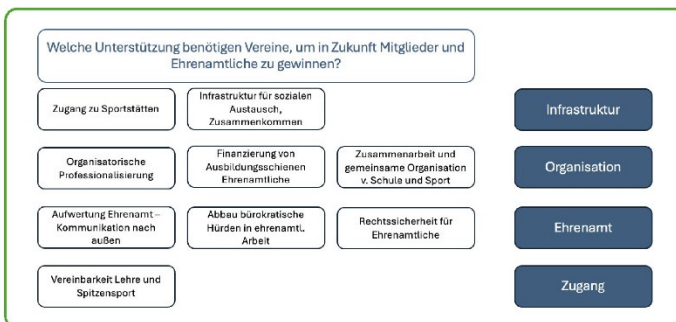 Welche Unterstützung benötigen Vereine, um in Zukunft Mitglieder und
Ehrenamtliche zu gewinnen?
Zugang zu Sportstätten
Infrastruktur für sozialen
Austausch,
Zusammenkommen
Infrastruktur
Organisatorische
Professionalisierung
Finanzierung von
Ausbildungsschienen
Ehrenamtliche
Zusammenarbeit und
gemeinsame Organisation
v. Schule und Sport
Organisation
Aufwertung Ehrenamt –
Kommunikation nach
außen
Abbau bürokratische
Hürden in ehrenamtl.
Arbeit
Rechtssicherheit für
Ehrenamtliche
Ehrenamt
Vereinbarkeit Lehre und
Spitzensport
Zugang